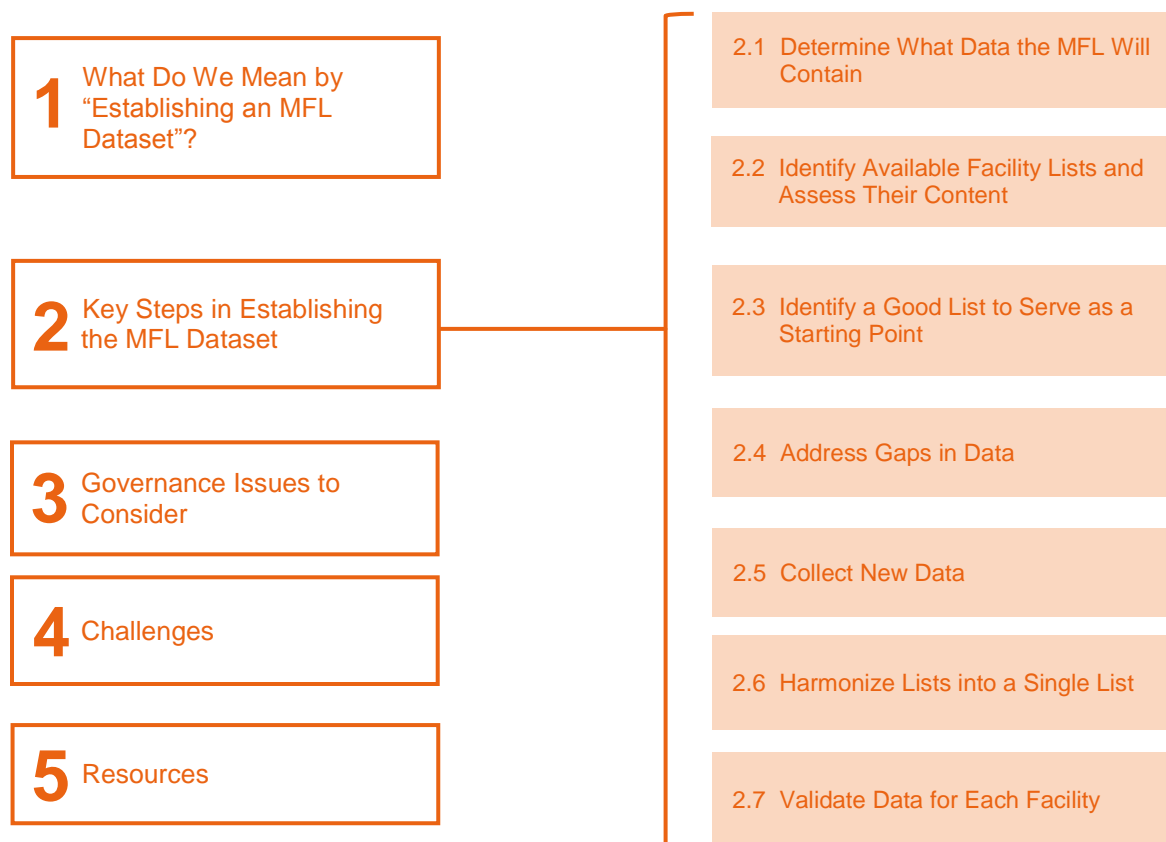 1 What Do We Mean by
“Establishing an MFL
Dataset”?
2 Key Steps in Establishing
the MFL Dataset
3 Governance Issues to
Consider
4 Challenges
5 Resources
2.1 Determine What Data the MFL Will
Contain
2.2 Identify Available Facility Lists and
Assess Their Content
2.3 Identify a Good List to Serve as a
Starting Point
2.4 Address Gaps in Data
2.5 Collect New Data
2.6 Harmonize Lists into a Single List
2.7 Validate Data for Each Facility